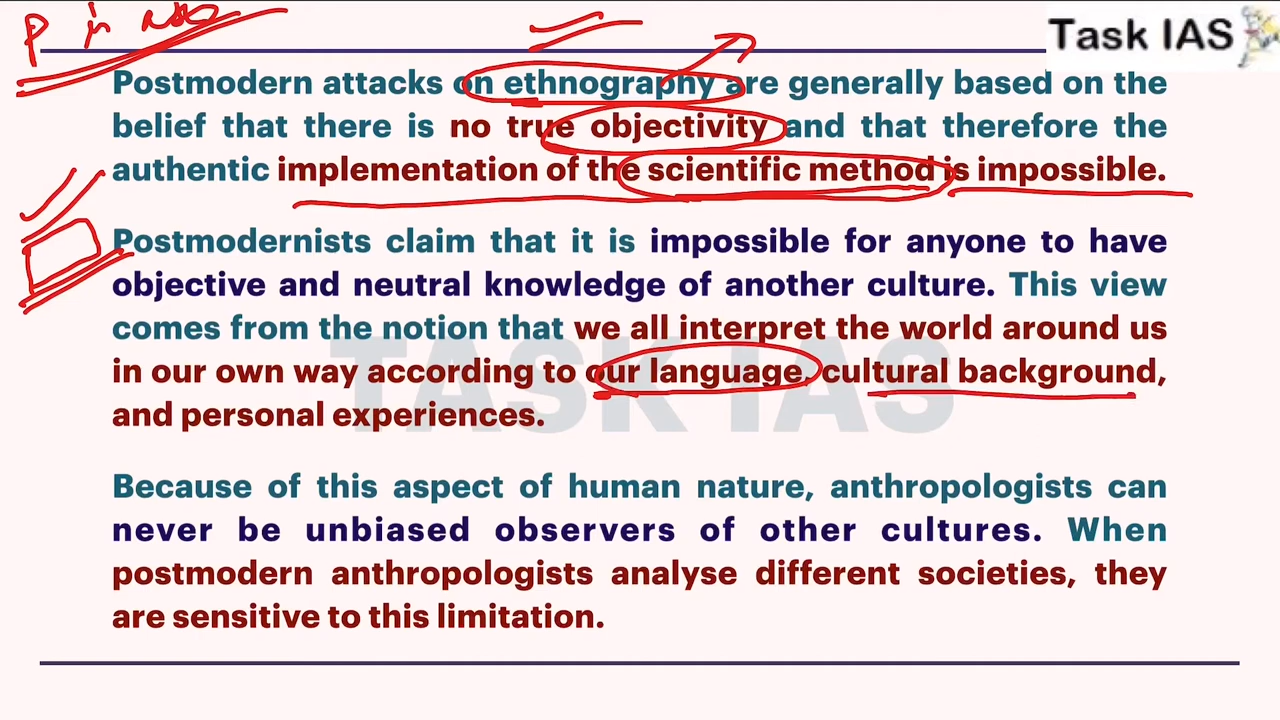 P in
Task IAS
Postmodern attacks on ethnography are generally based on the
belief that there is no true objectivity and that therefore the
authentic implementation of the scientific method is impossible.
Postmodernists claim that it is impossible for anyone to have
objective and neutral knowledge of another culture. This view
comes from the notion that we all interpret the world around us
in our own way according to our language, cultural background,
and personal experiences.
TASK IAS
Because of this aspect of human nature, anthropologists can
never be unbiased observers of other cultures. When
postmodern anthropologists analyse different societies, they
are sensitive to this limitation.